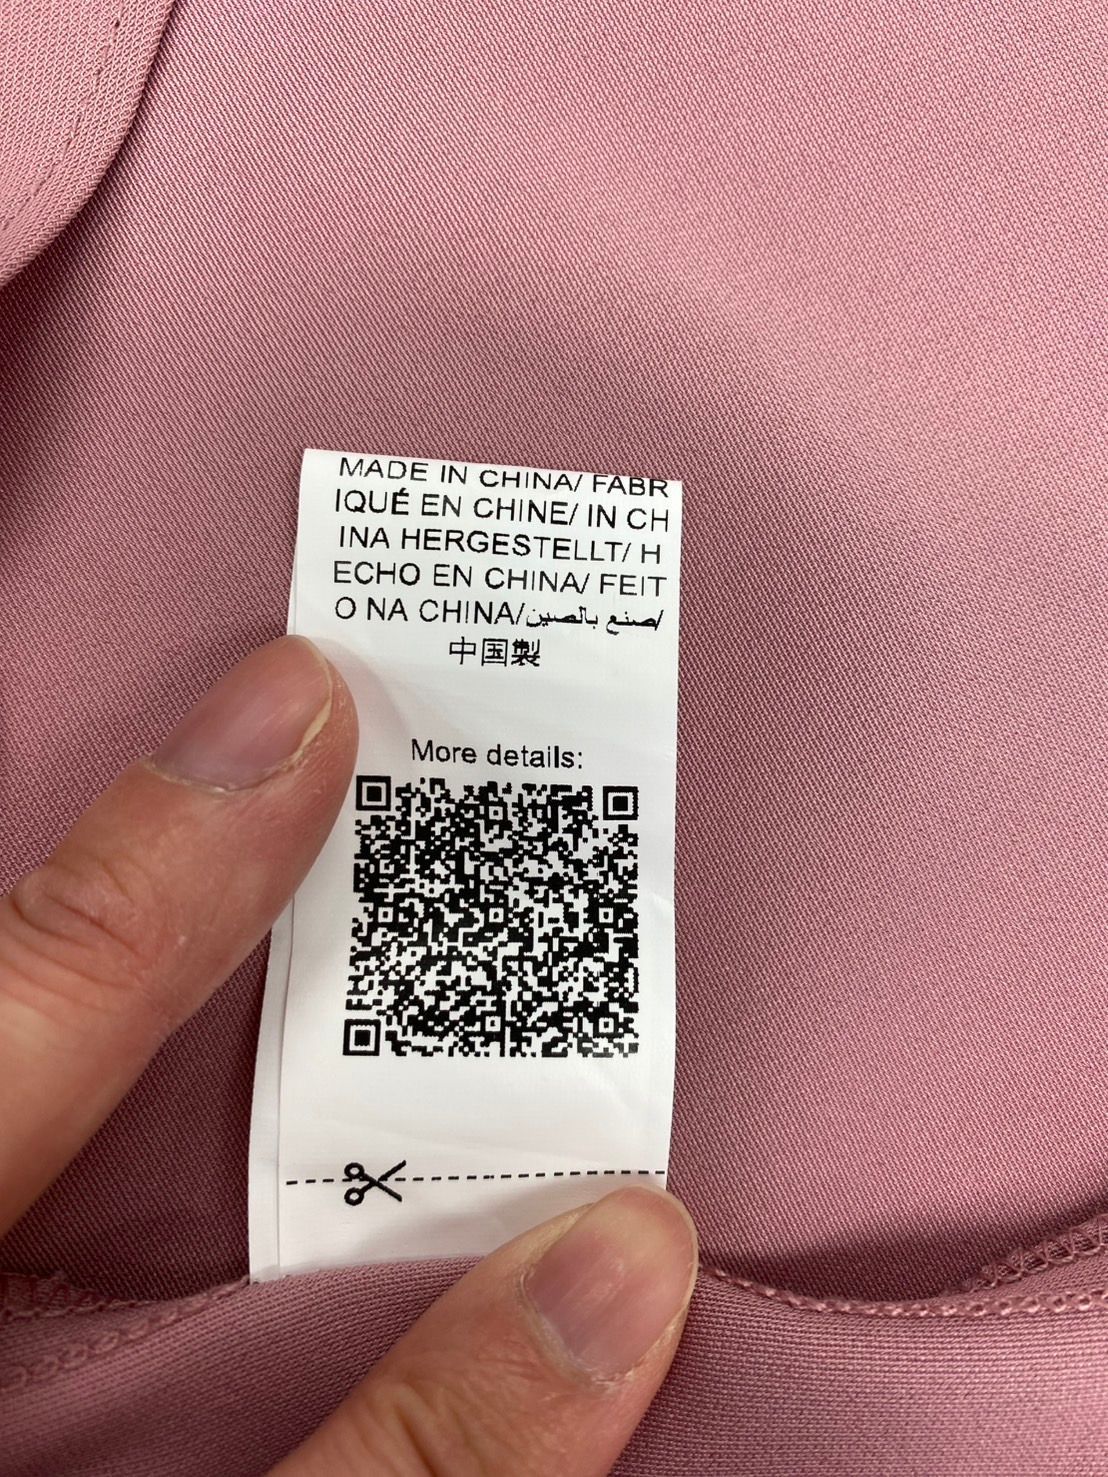 MADE IN CHINA/ FABR
IQUÉ EN CHINE/ IN CH
INA HERGESTELLT/ H
ECHO EN CHINA/ FEIT
O NA CHINA/صنع بالصين/
中国製
More details: